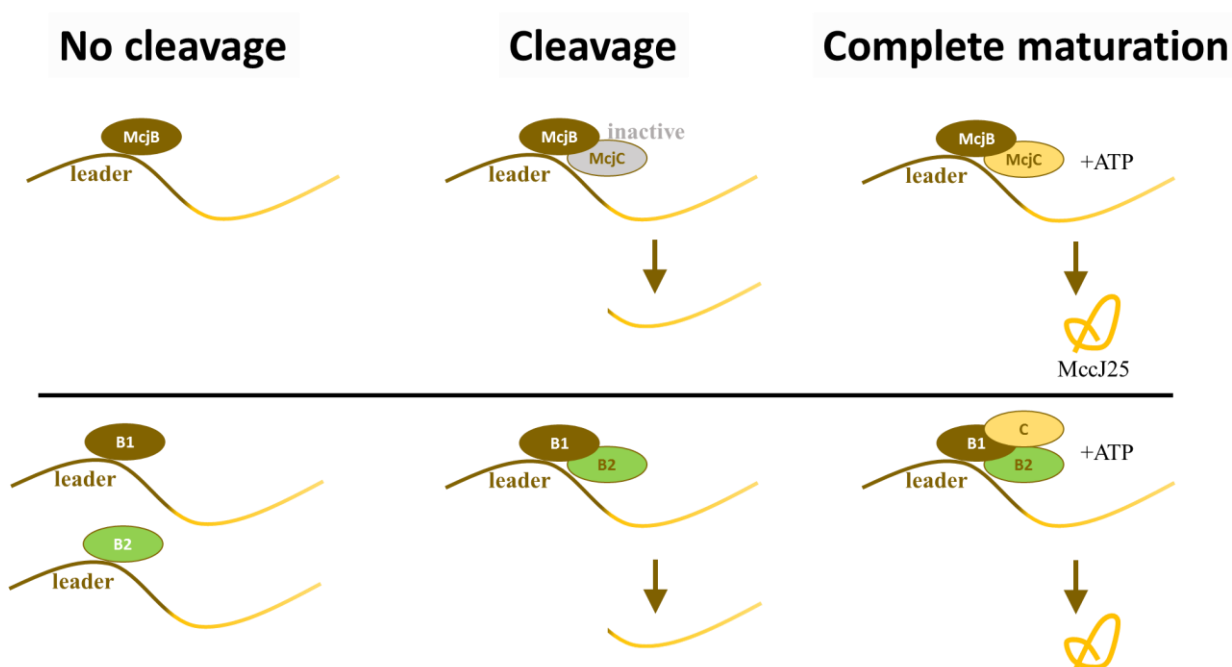 No cleavage
Cleavage
Complete maturation
McjB
leader
McjB
inactive
McjC
leader
McjB
McjC
+ATP
leader
MccJ25
B1
leader
B2
leader
B1
B2
leader
C
B1
+ATP
B2
leader